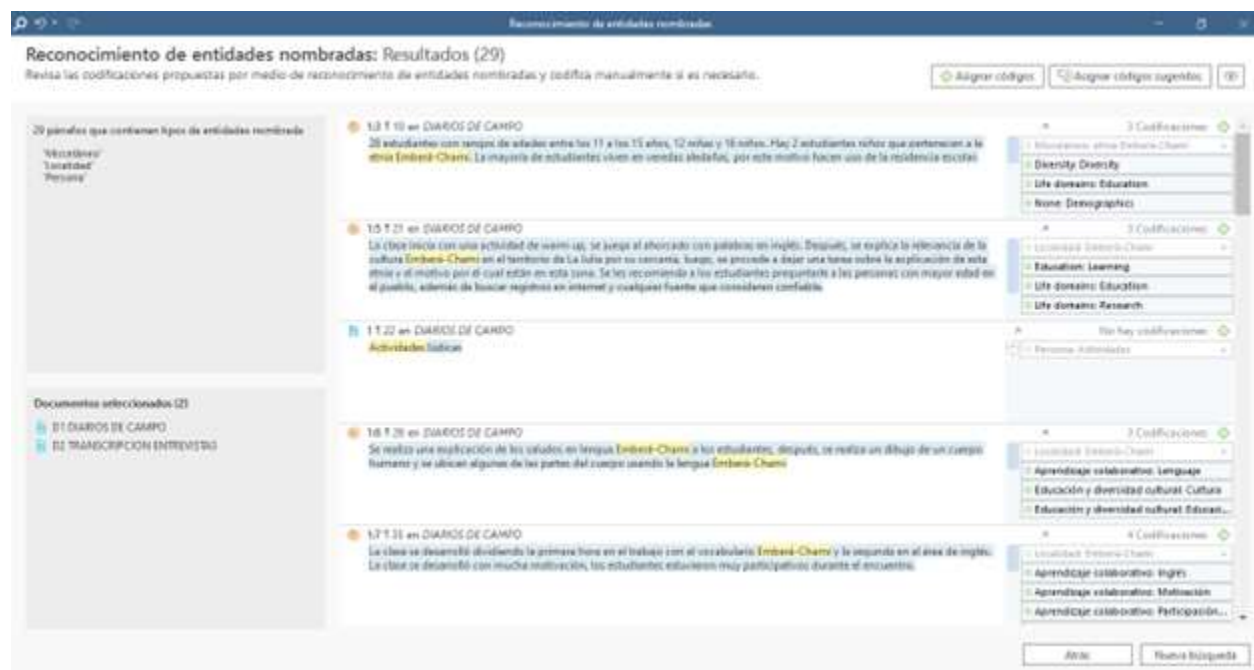 Reconocimiento de entidades nombradas
Reconocimiento de entidades nombradas: Resultados (29)
Revisa las codificaciones propuestas por medio de reconocimiento de entidades nombradas y codifica manualmente si es necesario.
Asignar códigos
Asignar códigos sugeridos
29 párrafos que contienen tipos de entidades nombrada
'Misceláneo'
'Localidad'
'Persona'
Documentos seleccionados (2)
D1 DIARIOS DE CAMPO
D2 TRANSCRIPCION ENTREVISTAS
1:3 ¶ 10 en DIARIOS DE CAMPO
28 estudiantes con rangos de edades entre los 11 a los 15 años, 12 niñas y 16 niños. Hay 2 estudiantes niños que pertenecen a la
etnia Emberá-Chamí. La mayoría de estudiantes viven en veredas aledañas, por este motivo hacen uso de la residencia escolar.
3 Codificaciones
Misceláneo: etnia Emberá-Chamí
Diversity: Diversity
Life domains: Education
None: Demographics
1:5 ¶ 21 en DIARIOS DE CAMPO
La clase inicia con una actividad de warm-up, se juega el ahorcado con palabras en inglés. Después, se explica la relevancia de la
cultura Emberá-Chamí en el territorio de La Julia por su cercanía, luego, se procede a dejar una tarea sobre la explicación de esta
etnia y el motivo por el cual están en esta zona. Se les recomienda a los estudiantes preguntarle a las personas con mayor edad en
el pueblo, además de buscar registros en internet y cualquier fuente que consideren confiable.
3 Codificaciones
Localidad: Emberá-Chamí
Education: Learning
Life domains: Education
Life domains: Research
1 ¶ 22 en DIARIOS DE CAMPO
Actividades lúdicas
No hay codificaciones
Persona: Actividades
1:6 ¶ 28 en DIARIOS DE CAMPO
Se realiza una explicación de los saludos en lengua Emberá-Chamí a los estudiantes, después, se realiza un dibujo de un cuerpo
humano y se ubican algunas de las partes del cuerpo usando la lengua Emberá-Chamí
3 Codificaciones
Localidad: Emberá-Chamí
Aprendizaje colaborativo: Lenguaje
Educación y diversidad cultural: Cultura
Educación y diversidad cultural: Educaci...
1:7 ¶ en DIARIOS DE CAMPO
La clase se desarrolló dividiendo la primera hora en el trabajo con el vocabulario Emberá-Chamí y la segunda en el área de inglés.
La clase se desarrolló con mucha motivación, los estudiantes estuvieron muy participativos durante el encuentro.
4 Codificaciones
Localidad: Emberá-Chamí
Aprendizaje colaborativo: Inglés
Aprendizaje colaborativo: Motivación
Aprendizaje colaborativo: Participación...
Atrás
Nueva búsqueda